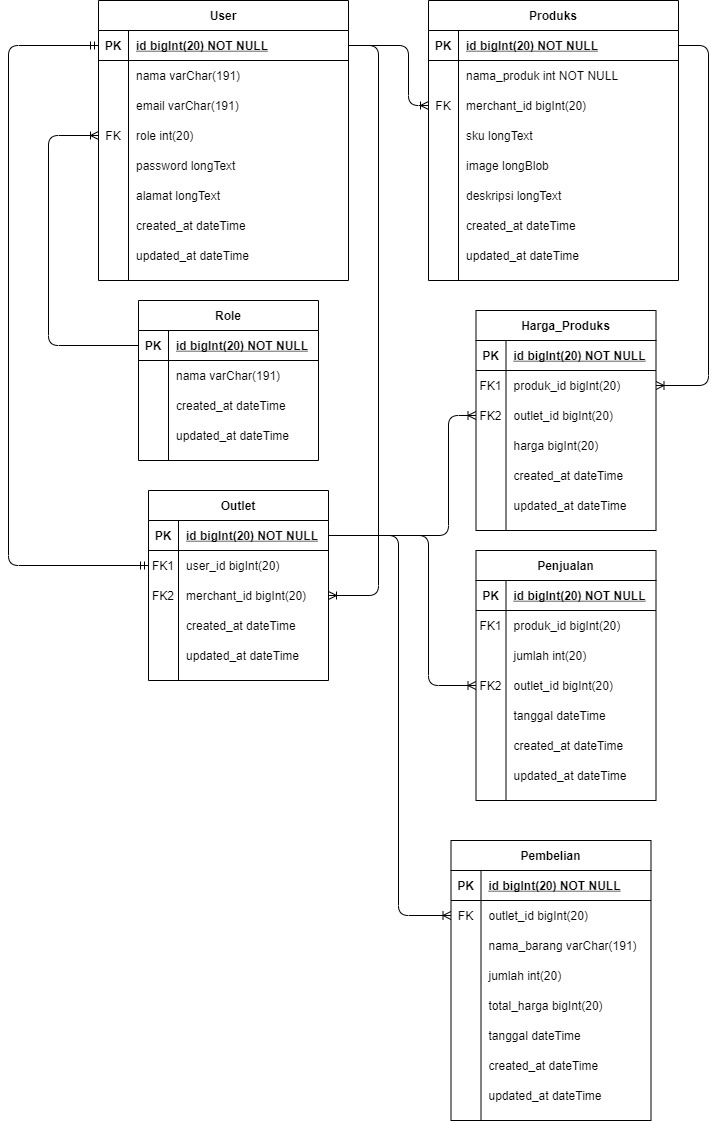 User
PK id bigInt(20) NOT NULL
nama varChar(191)
email varChar(191)
FK role int(20)
password longText
alamat longText
created_at dateTime
updated_at dateTime
Produks
PK id bigInt(20) NOT NULL
nama_produk int NOT NULL
FK merchant_id bigInt(20)
sku longText
image longBlob
deskripsi longText
created_at dateTime
updated_at dateTime
Role
PK id bigInt(20) NOT NULL
nama varChar(191)
created_at dateTime
updated_at dateTime
Harga_Produks
PK id bigInt(20) NOT NULL
FK1 produk_id bigInt(20)
FK2 outlet_id bigInt(20)
harga bigInt(20)
created_at dateTime
updated_at dateTime
Outlet
PK id bigInt(20) NOT NULL
FK1 user_id bigInt(20)
FK2 merchant_id bigInt(20)
created_at dateTime
updated_at dateTime
Penjualan
PK id bigInt(20) NOT NULL
FK1 produk_id bigInt(20)
jumlah int(20)
FK2 outlet_id bigInt(20)
tanggal dateTime
created_at dateTime
updated_at dateTime
Pembelian
PK id bigInt(20) NOT NULL
FK outlet_id bigInt(20)
nama_barang varChar(191)
jumlah int(20)
total_harga bigInt(20)
tanggal dateTime
created_at dateTime
updated_at dateTime